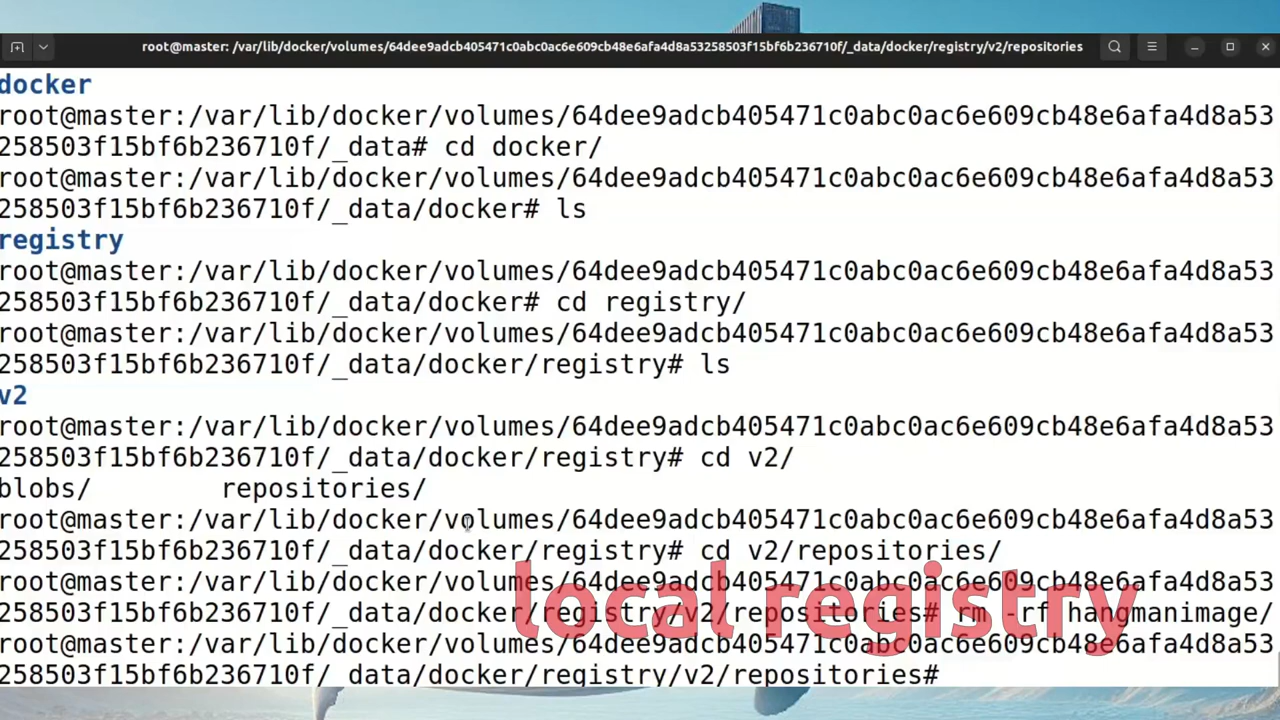 root@master: /var/lib/docker/volumes/64dee9adcb405471c0abc0ac6e609cb48e6afa4d8a53258503f15bf6b236710f/_data/docker/registry/v2/repositories
docker
root@master:/var/lib/docker/volumes/64dee9adcb405471c0abc0ac6e609cb48e6afa4d8a53
258503f15bf6b236710f/_data# cd docker/
root@master:/var/lib/docker/volumes/64dee9adcb405471c0abc0ac6e609cb48e6afa4d8a53
258503f15bf6b236710f/_data/docker# ls
registry
root@master:/var/lib/docker/volumes/64dee9adcb405471c0abc0ac6e609cb48e6afa4d8a53
258503f15bf6b236710f/_data/docker# cd registry/
root@master:/var/lib/docker/volumes/64dee9adcb405471c0abc0ac6e609cb48e6afa4d8a53
258503f15bf6b236710f/_data/docker/registry# ls
v2
root@master:/var/lib/docker/volumes/64dee9adcb405471c0abc0ac6e609cb48e6afa4d8a53
258503f15bf6b236710f/_data/docker/registry# cd v2/
blobs/        repositories/
root@master:/var/lib/docker/volumes/64dee9adcb405471c0abc0ac6e609cb48e6afa4d8a53
258503f15bf6b236710f/_data/docker/registry# cd v2/repositories/
root@master:/var/lib/docker/volumes/64dee9adcb405471c0abc0ac6e609cb48e6afa4d8a53
258503f15bf6b236710f/_data/docker/registry/v2/repositories# rm -rf hangmanimage/
root@master:/var/lib/docker/volumes/64dee9adcb405471c0abc0ac6e609cb48e6afa4d8a53
258503f15bf6b236710f/_data/docker/registry/v2/repositories#
local registry